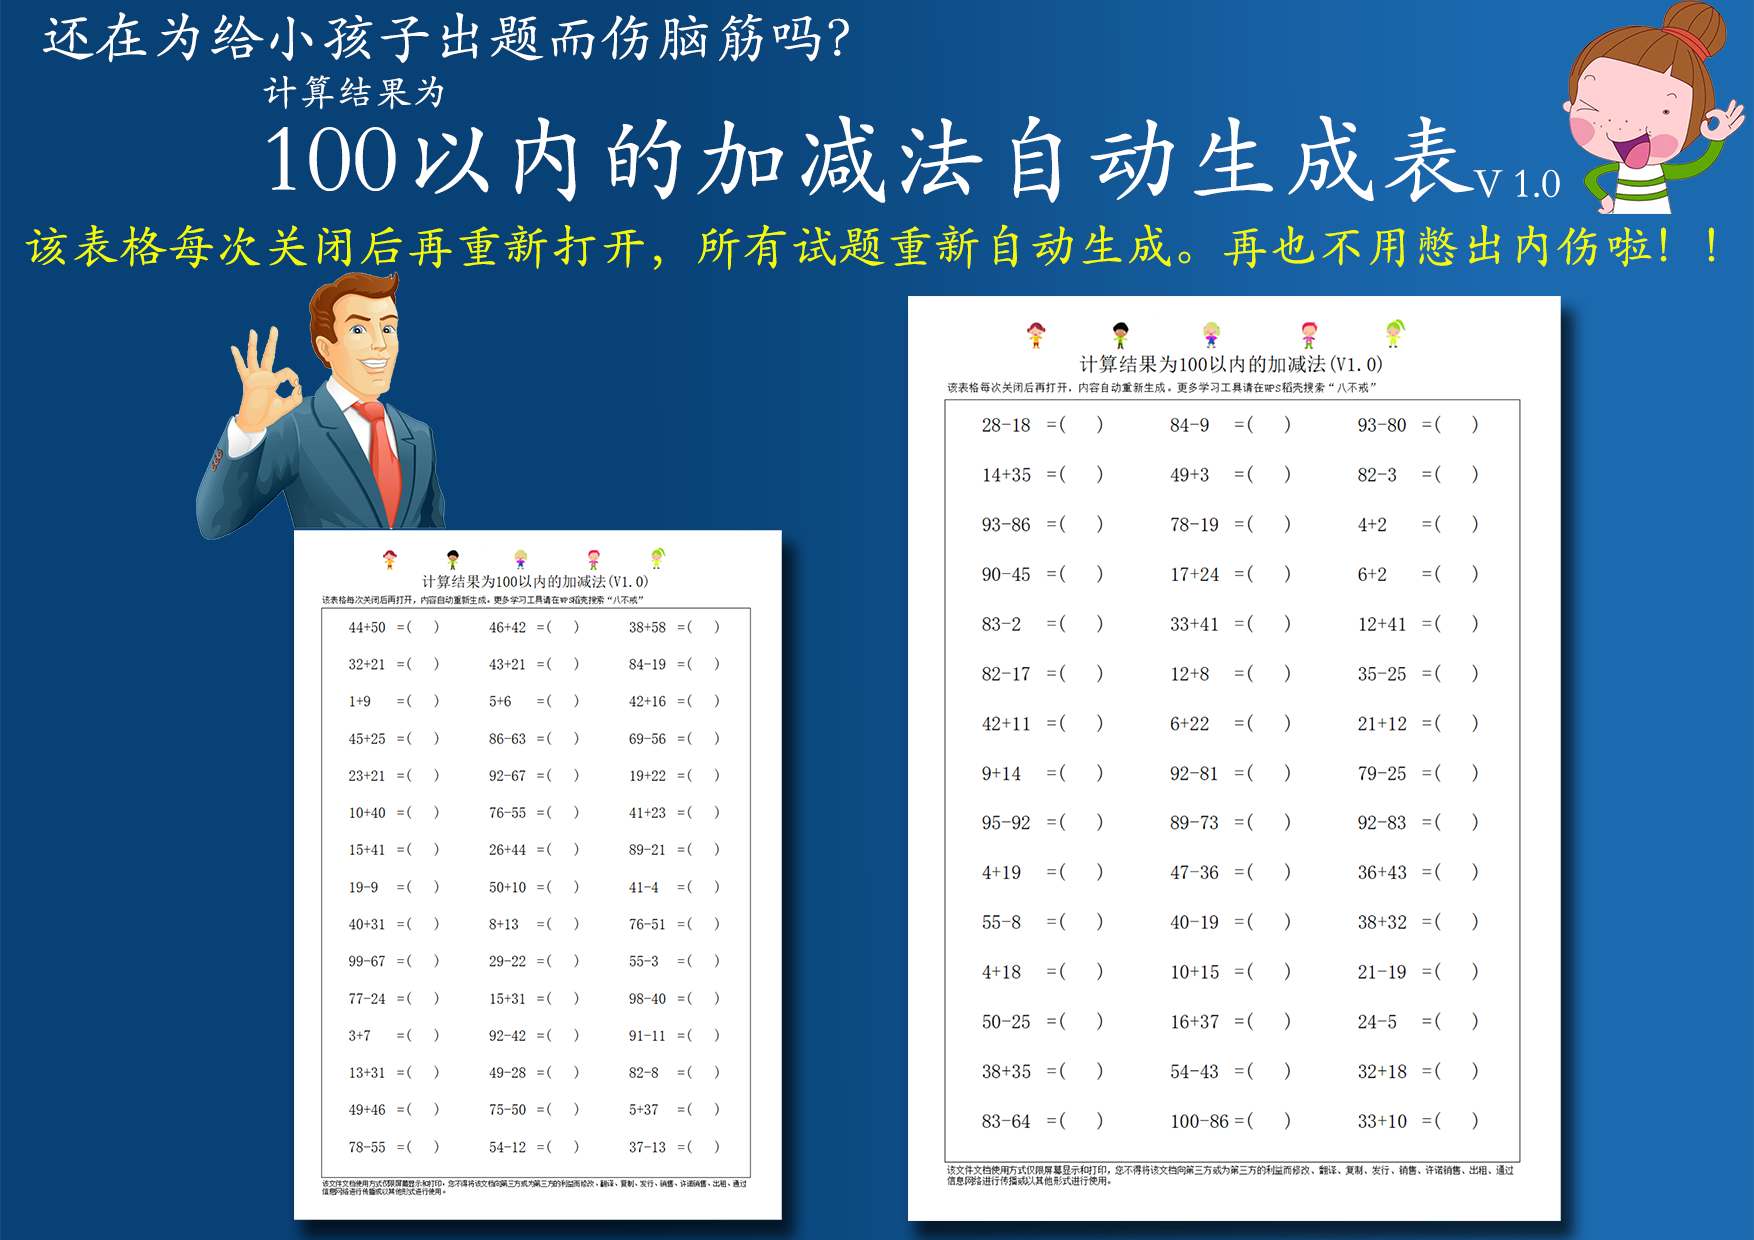 还在为给小孩子出题而伤脑筋吗？
计算结果为
100以内的加减法自动生成表V 1.0
该表格每次关闭后再重新打开，所有试题重新自动生成。再也不用憋出内伤啦！！
计算结果为100以内的加减法(V1.0)
该表格每次关闭后再打开，内容自动重新生成。更多学习工具请在WPS稻壳搜索“八不戒”
44+50 =( ) 46+42 =( ) 38+58 =( )
32+21 =( ) 43+21 =( ) 84-19 =( )
1+9 =( ) 5+6 =( ) 42+16 =( )
45+25 =( ) 86-63 =( ) 69-56 =( )
23+21 =( ) 92-67 =( ) 19+22 =( )
10+40 =( ) 76-55 =( ) 41+23 =( )
15+41 =( ) 26+44 =( ) 89-21 =( )
19-9 =( ) 50+10 =( ) 41-4 =( )
40+31 =( ) 8+13 =( ) 76-51 =( )
99-67 =( ) 29-22 =( ) 55-3 =( )
77-24 =( ) 15+31 =( ) 98-40 =( )
3+7 =( ) 92-42 =( ) 91-11 =( )
13+31 =( ) 49-28 =( ) 82-8 =( )
49+46 =( ) 75-50 =( ) 5+37 =( )
78-55 =( ) 54-12 =( ) 37-13 =( )
该文件文档使用方式仅限屏幕显示和打印，您不得将该文档向第三方或为第三方的利益而修改、翻译、复制、发行、销售、许诺销售、出租、通过
信息网络进行传播或以其他形式进行使用。
计算结果为100以内的加减法(V1.0)
该表格每次关闭后再打开，内容自动重新生成。更多学习工具请在WPS稻壳搜索“八不戒”
28-18 =( ) 84-9 =( ) 93-80 =( )
14+35 =( ) 49+3 =( ) 82-3 =( )
93-86 =( ) 78-19 =( ) 4+2 =( )
90-45 =( ) 17+24 =( ) 6+2 =( )
83-2 =( ) 33+41 =( ) 12+41 =( )
82-17 =( ) 12+8 =( ) 35-25 =( )
42+11 =( ) 6+22 =( ) 21+12 =( )
9+14 =( ) 92-81 =( ) 79-25 =( )
95-92 =( ) 89-73 =( ) 92-83 =( )
4+19 =( ) 47-36 =( ) 36+43 =( )
55-8 =( ) 40-19 =( ) 38+32 =( )
4+18 =( ) 10+15 =( ) 21-19 =( )
50-25 =( ) 16+37 =( ) 24-5 =( )
38+35 =( ) 54-43 =( ) 32+18 =( )
83-64 =( ) 100-86 =( ) 33+10 =( )
该文件文档使用方式仅限屏幕显示和打印，您不得将该文档向第三方或为第三方的利益而修改、翻译、复制、发行、销售、许诺销售、出租、通过
信息网络进行传播或以其他形式进行使用。